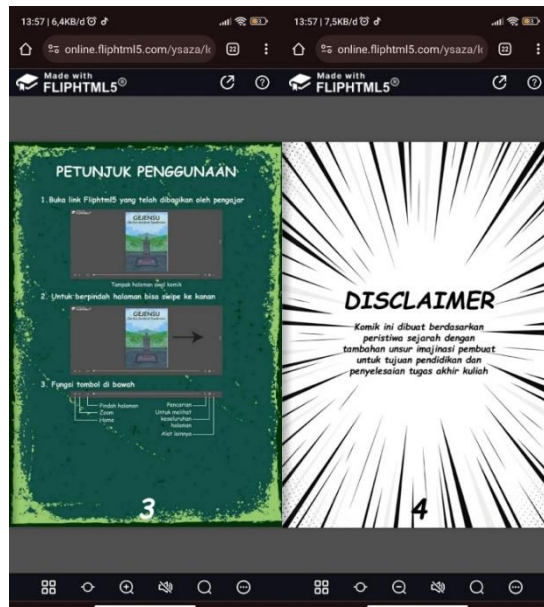 13:57 | 6,4KB/d
online.fliphtml5.com/ysaza/l
22
Made with
FLIPHTML5®
PETUNJUK PENGGUNAAN
1. Buka link Fliphtml5 yang telah dibagikan oleh pengajar
GEJENSU
Tampak halaman awal komik
2. Untuk berpindah halaman bisa swipe ke kanan
GEJENSU
3. Fungsi tombol di bawah
Pindah halaman
Zoom
Home
Pencarian
Untuk melihat
keseluruhan
halaman
Alat lainnya
3
13:57 | 7,5KB/d
online.fliphtml5.com/ysaza/l
22
Made with
FLIPHTML5®
DISCLAIMER
Komik ini dibuat berdasarkan
peristiwa sejarah dengan
tambahan unsur imajinasi pembuat
untuk tujuan pendidikan dan
penyelesaian tugas akhir kuliah
4